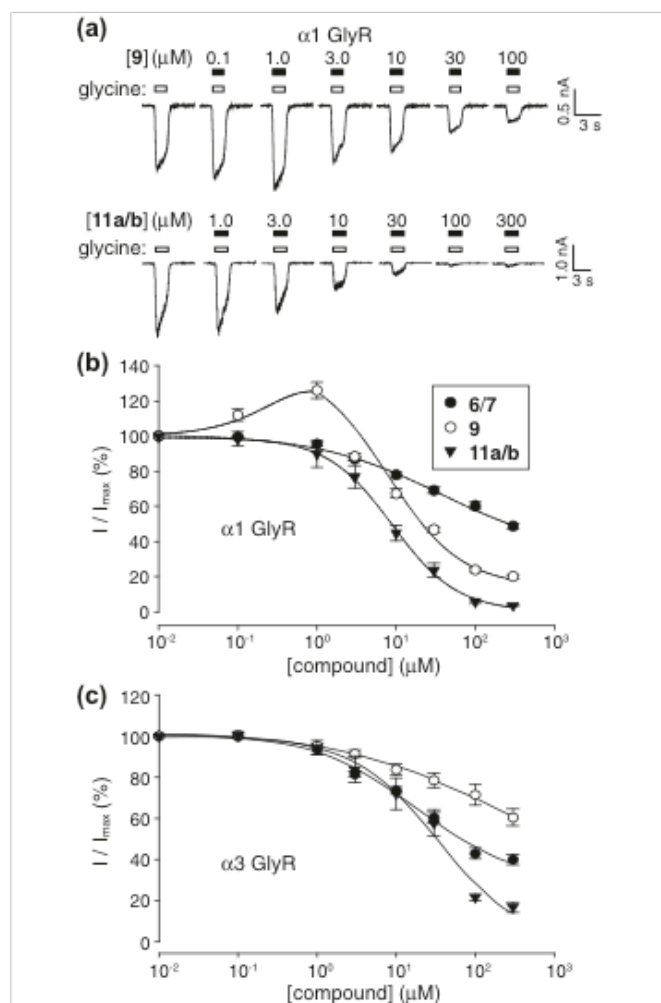 (a)
α1 GlyR
[9] (μM) 0.1 1.0 3.0 10 30 100
glycine:
0.5 nA
3 s
[11a/b] (μM) 1.0 3.0 10 30 100 300
glycine:
1.0 nA
3 s
(b)
140
120
100
80
60
40
20
0
I / Imax (%)
6/7
9
11a/b
α1 GlyR
10⁻² 10⁻¹ 10⁰ 10¹ 10² 10³
[compound] (μM)
(c)
120
100
80
60
40
20
0
I / Imax (%)
α3 GlyR
10⁻² 10⁻¹ 10⁰ 10¹ 10² 10³
[compound] (μM)